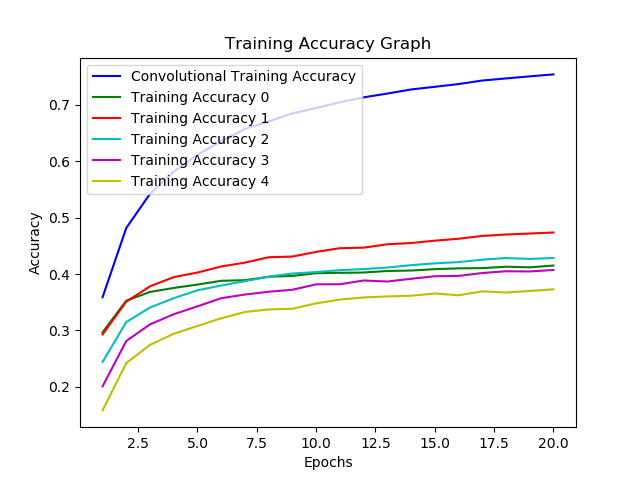 Training Accuracy Graph
Convolutional Training Accuracy
Training Accuracy 0
Training Accuracy 1
Training Accuracy 2
Training Accuracy 3
Training Accuracy 4
Accuracy
0.7
0.6
0.5
0.4
0.3
0.2
2.5 5.0 7.5 10.0 12.5 15.0 17.5 20.0
Epochs